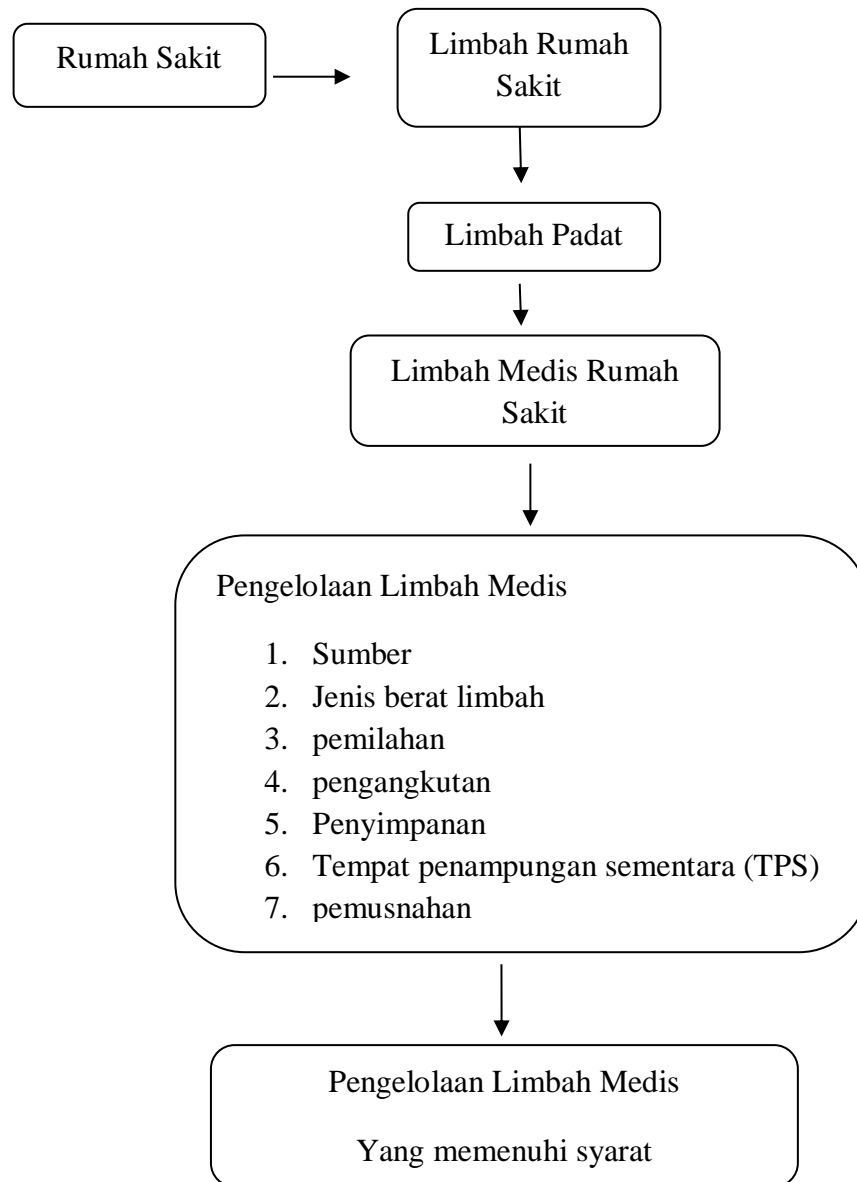 Rumah Sakit
Limbah Rumah
Sakit
Limbah Padat
Limbah Medis Rumah
Sakit
Pengelolaan Limbah Medis
1. Sumber
2. Jenis berat limbah
3. pemilahan
4. pengangkutan
5. Penyimpanan
6. Tempat penampungan sementara (TPS)
7. pemusnahan
Pengelolaan Limbah Medis
Yang memenuhi syarat